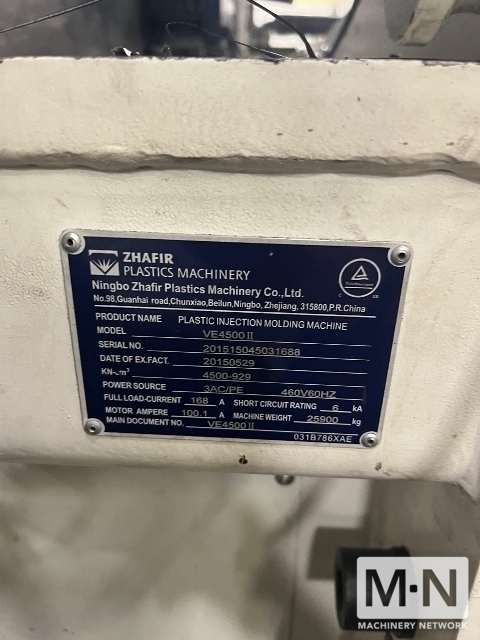 ZHAFIR
PLASTICS MACHINERY
Ningbo Zhafir Plastics Machinery Co.,Ltd.
No.98,Guanhai road,Chunxiao,Beilun,Ningbo, Zhejiang, 315800,P.R.China
PRODUCT NAME PLASTIC INJECTION MOLDING MACHINE
MODEL VE4500 II
SERIAL NO. 201515045031688
DATE OF EX.FACT. 20150529
KN-cm³ 4500-929
POWER SOURCE 3AC/PE 460V60HZ
FULL LOAD-CURRENT 168 A SHORT CIRCUIT RATING 6 kA
MOTOR AMPERE 100.1 A MACHINE WEIGHT 25900 kg
MAIN DOCUMENT NO. VE4500 II
031B786XAE
M·N
MACHINERY NETWORK